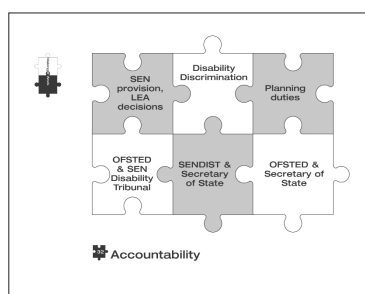 SEN
provision,
LEA
decisions
Disability
Discrimination
Planning
duties
OFSTED
& SEN
Disability
Tribunal
SENDIST &
Secretary
of State
OFSTED &
Secretary of
State
Accountability